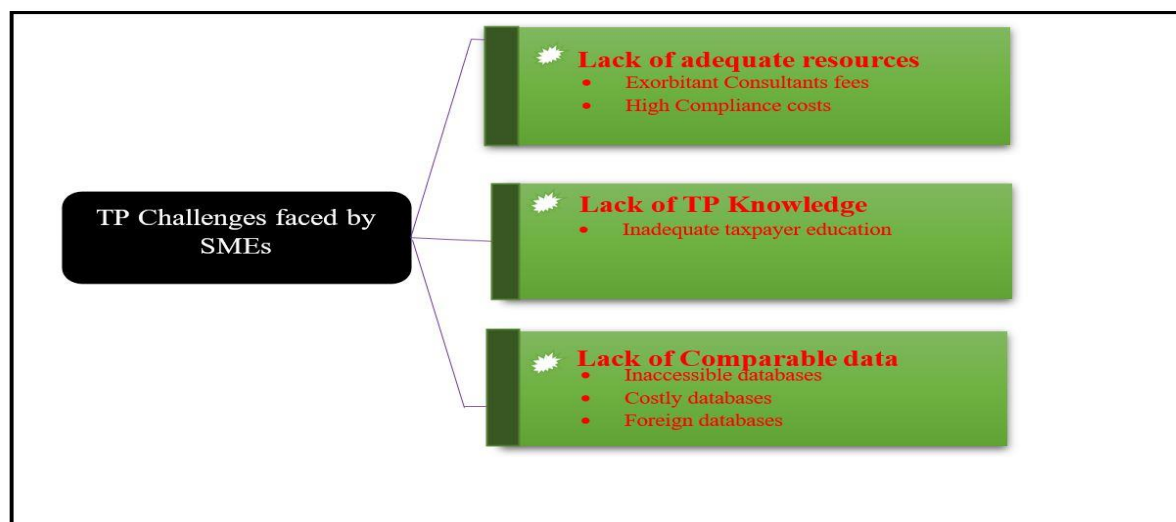 TP Challenges faced by
SMEs
Lack of adequate resources
Exorbitant Consultants fees
High Compliance costs
Lack of TP Knowledge
Inadequate taxpayer education
Lack of Comparable data
Inaccessible databases
Costly databases
Foreign databases